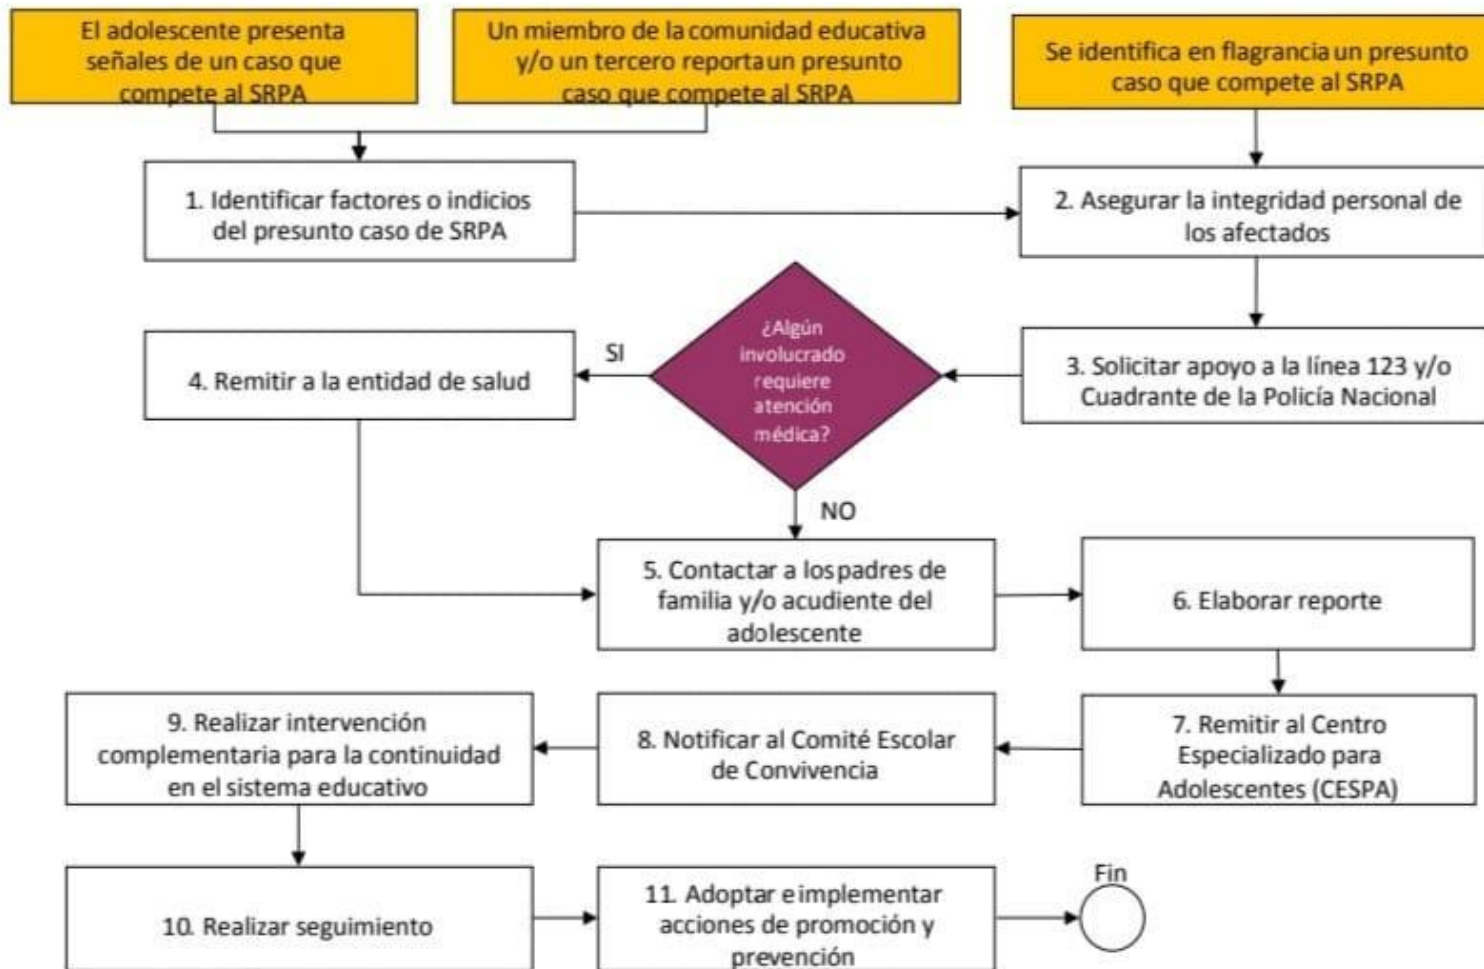 El adolescente presenta
señales de un caso que
compete al SRPA
Un miembro de la comunidad educativa
y/o un tercero reporta un presunto
caso que compete al SRPA
Se identifica en flagrancia un presunto
caso que compete al SRPA
1. Identificar factores o indicios
del presunto caso de SRPA
2. Asegurar la integridad personal de
los afectados
¿Algún
involucrado
requiere
atención
médica?
SI
4. Remitir a la entidad de salud
3. Solicitar apoyo a la línea 123 y/o
Cuadrante de la Policía Nacional
NO
5. Contactar a los padres de
familia y/o acudiente del
adolescente
6. Elaborar reporte
9. Realizar intervención
complementaria para la continuidad
en el sistema educativo
8. Notificar al Comité Escolar
de Convivencia
7. Remitir al Centro
Especializado para
Adolescentes (CESPA)
10. Realizar seguimiento
11. Adoptar e implementar
acciones de promoción y
prevención
Fin